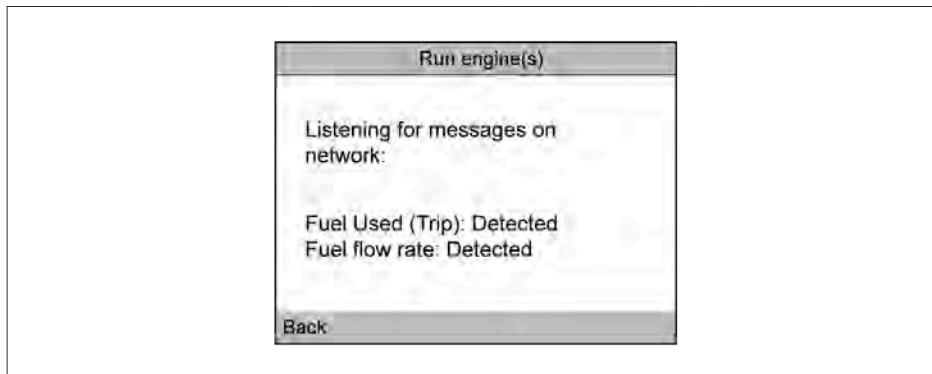 Run engine(s)
Listening for messages on
network:
Fuel Used (Trip): Detected
Fuel flow rate: Detected
Back